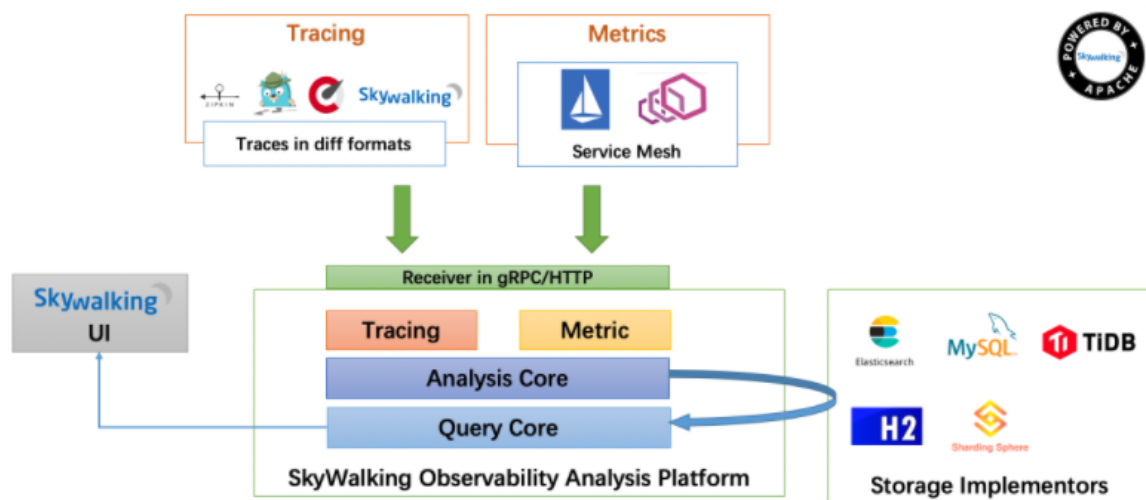 Tracing
Metrics
POWERED BY
Skywalking
APACHE
ZIPKIN
Skywalking
Traces in diff formats
Service Mesh
Receiver in gRPC/HTTP
Skywalking
UI
Tracing
Metric
Analysis Core
Query Core
SkyWalking Observability Analysis Platform
Elasticsearch
MySQL
TiDB
H2
Sharding Sphere
Storage Implementors